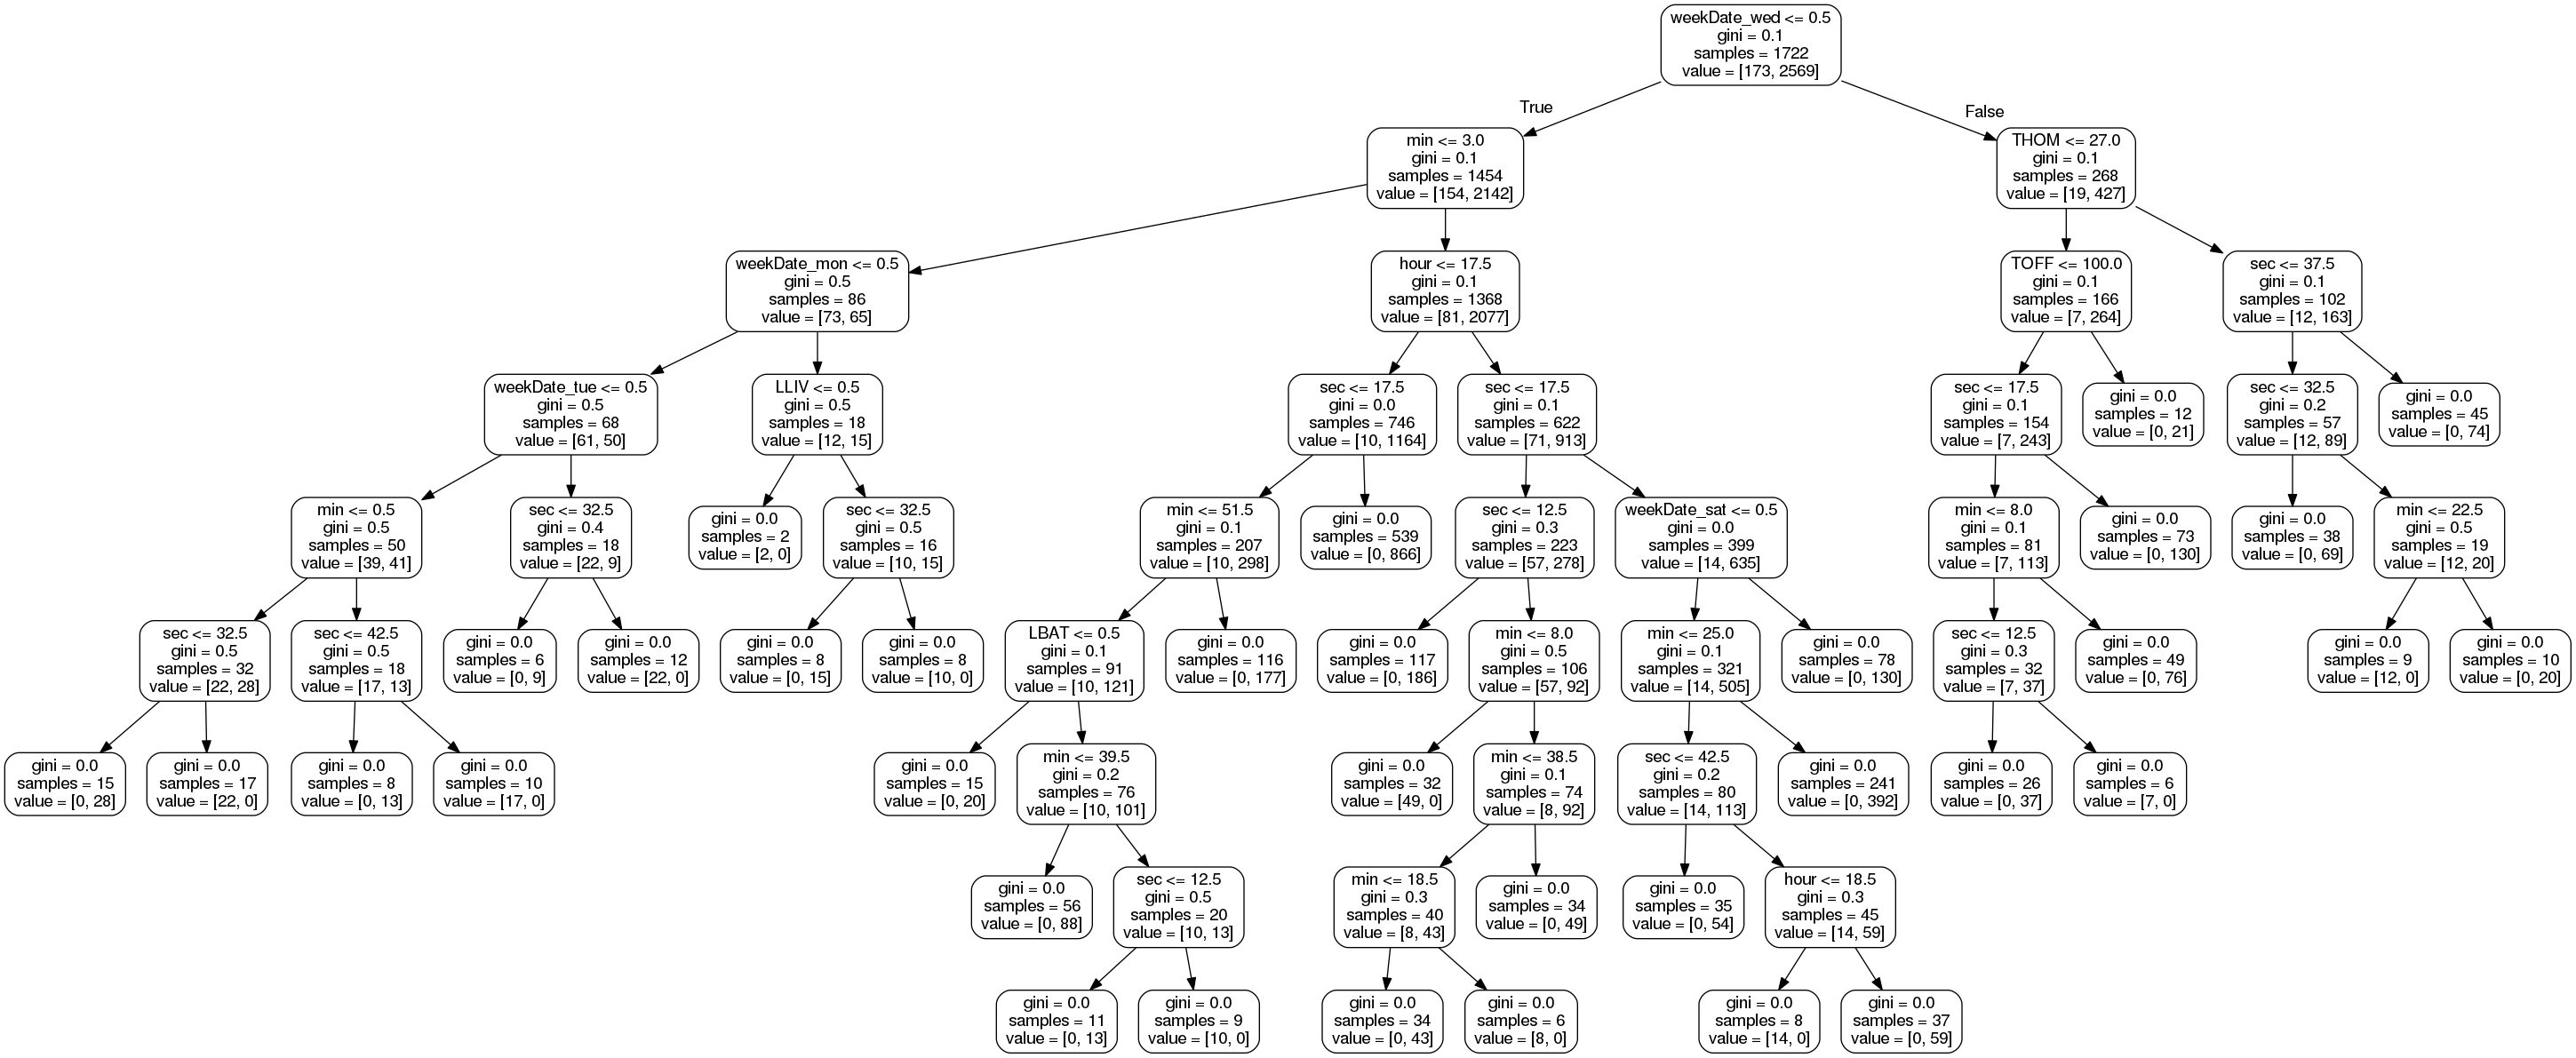 weekDate_wed <= 0.5
gini = 0.1
samples = 1722
value = [173, 2569]
True
False
min <= 3.0
gini = 0.1
samples = 1454
value = [154, 2142]
THOM <= 27.0
gini = 0.1
samples = 268
value = [19, 427]
weekDate_mon <= 0.5
gini = 0.5
samples = 86
value = [73, 65]
hour <= 17.5
gini = 0.1
samples = 1368
value = [81, 2077]
TOFF <= 100.0
gini = 0.1
samples = 166
value = [7, 264]
sec <= 37.5
gini = 0.1
samples = 102
value = [12, 163]
weekDate_tue <= 0.5
gini = 0.5
samples = 68
value = [61, 50]
LLIV <= 0.5
gini = 0.5
samples = 18
value = [12, 15]
sec <= 17.5
gini = 0.0
samples = 746
value = [10, 1164]
sec <= 17.5
gini = 0.1
samples = 622
value = [71, 913]
sec <= 17.5
gini = 0.1
samples = 154
value = [7, 243]
gini = 0.0
samples = 12
value = [0, 21]
sec <= 32.5
gini = 0.2
samples = 57
value = [12, 89]
gini = 0.0
samples = 45
value = [0, 74]
min <= 0.5
gini = 0.5
samples = 50
value = [39, 41]
sec <= 32.5
gini = 0.4
samples = 18
value = [22, 9]
gini = 0.0
samples = 2
value = [2, 0]
sec <= 32.5
gini = 0.5
samples = 16
value = [10, 15]
min <= 51.5
gini = 0.1
samples = 207
value = [10, 298]
gini = 0.0
samples = 539
value = [0, 866]
sec <= 12.5
gini = 0.3
samples = 223
value = [57, 278]
weekDate_sat <= 0.5
gini = 0.0
samples = 399
value = [14, 635]
min <= 8.0
gini = 0.1
samples = 81
value = [7, 113]
gini = 0.0
samples = 73
value = [0, 130]
gini = 0.0
samples = 38
value = [0, 69]
min <= 22.5
gini = 0.5
samples = 19
value = [12, 20]
sec <= 32.5
gini = 0.5
samples = 32
value = [22, 28]
sec <= 42.5
gini = 0.5
samples = 18
value = [17, 13]
gini = 0.0
samples = 6
value = [0, 9]
gini = 0.0
samples = 12
value = [22, 0]
gini = 0.0
samples = 8
value = [0, 15]
gini = 0.0
samples = 8
value = [10, 0]
LBAT <= 0.5
gini = 0.1
samples = 91
value = [10, 121]
gini = 0.0
samples = 116
value = [0, 177]
gini = 0.0
samples = 117
value = [0, 186]
min <= 8.0
gini = 0.5
samples = 106
value = [57, 92]
min <= 25.0
gini = 0.1
samples = 321
value = [14, 505]
gini = 0.0
samples = 78
value = [0, 130]
sec <= 12.5
gini = 0.3
samples = 32
value = [7, 37]
gini = 0.0
samples = 49
value = [0, 76]
gini = 0.0
samples = 9
value = [12, 0]
gini = 0.0
samples = 10
value = [0, 20]
gini = 0.0
samples = 15
value = [0, 28]
gini = 0.0
samples = 17
value = [22, 0]
gini = 0.0
samples = 8
value = [0, 13]
gini = 0.0
samples = 10
value = [17, 0]
gini = 0.0
samples = 15
value = [0, 20]
min <= 39.5
gini = 0.2
samples = 76
value = [10, 101]
gini = 0.0
samples = 32
value = [49, 0]
min <= 38.5
gini = 0.1
samples = 74
value = [8, 92]
sec <= 42.5
gini = 0.2
samples = 80
value = [14, 113]
gini = 0.0
samples = 241
value = [0, 392]
gini = 0.0
samples = 26
value = [0, 37]
gini = 0.0
samples = 6
value = [7, 0]
gini = 0.0
samples = 56
value = [0, 88]
sec <= 12.5
gini = 0.5
samples = 20
value = [10, 13]
min <= 18.5
gini = 0.3
samples = 40
value = [8, 43]
gini = 0.0
samples = 34
value = [0, 49]
gini = 0.0
samples = 35
value = [0, 54]
hour <= 18.5
gini = 0.3
samples = 45
value = [14, 59]
gini = 0.0
samples = 11
value = [0, 13]
gini = 0.0
samples = 9
value = [10, 0]
gini = 0.0
samples = 34
value = [0, 43]
gini = 0.0
samples = 6
value = [8, 0]
gini = 0.0
samples = 8
value = [14, 0]
gini = 0.0
samples = 37
value = [0, 59]